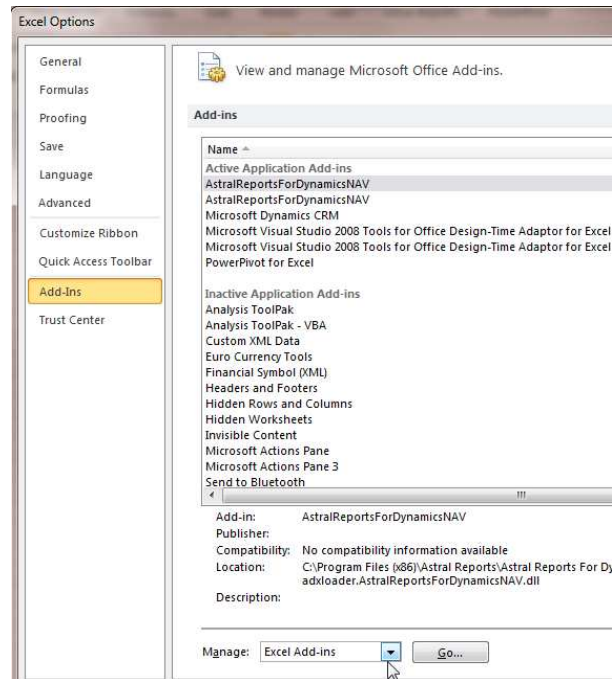 Excel Options
General
Formulas
Proofing
Save
Language
Advanced
Customize Ribbon
Quick Access Toolbar
Add-Ins
Trust Center
View and manage Microsoft Office Add-ins.
Add-ins
Name
Active Application Add-ins
AstralReportsForDynamicsNAV
AstralReportsForDynamicsNAV
Microsoft Dynamics CRM
Microsoft Visual Studio 2008 Tools for Office Design-Time Adaptor for Excel
Microsoft Visual Studio 2008 Tools for Office Design-Time Adaptor for Excel
PowerPivot for Excel
Inactive Application Add-ins
Analysis ToolPak
Analysis ToolPak - VBA
Custom XML Data
Euro Currency Tools
Financial Symbol (XML)
Headers and Footers
Hidden Rows and Columns
Hidden Worksheets
Invisible Content
Microsoft Actions Pane
Microsoft Actions Pane 3
Send to Bluetooth
Add-in: AstralReportsForDynamicsNAV
Publisher:
Compatibility: No compatibility information available
Location: C:\Program Files (x86)\Astral Reports\Astral Reports For Dy
adxloader.AstralReportsForDynamicsNAV.dll
Description:
Manage: Excel Add-ins Go...